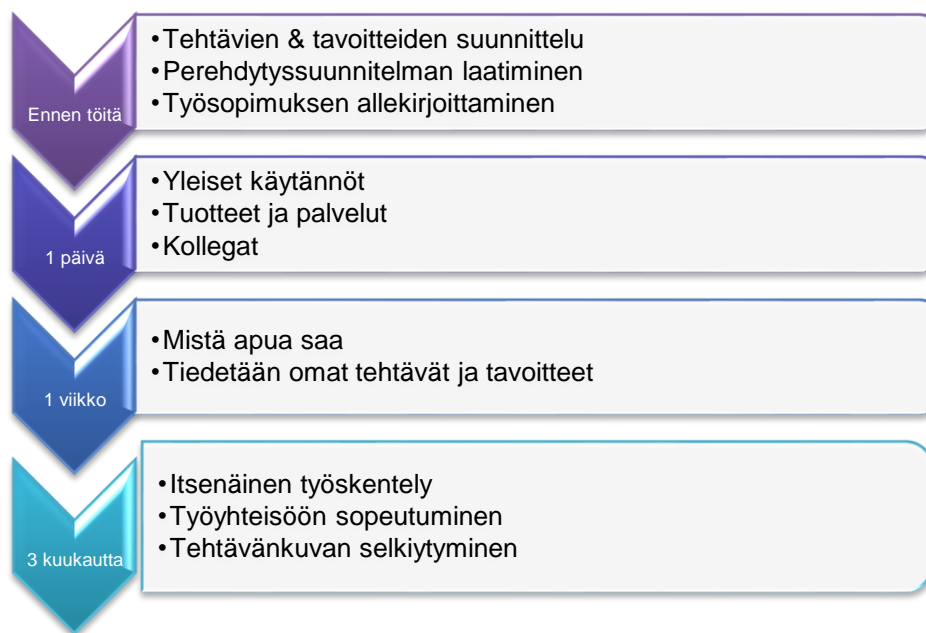 Ennen töitä
•Tehtävien & tavoitteiden suunnittelu
•Perehdytyssuunnitelman laatiminen
•Työsopimuksen allekirjoittaminen
1 päivä
•Yleiset käytännöt
•Tuotteet ja palvelut
•Kollegat
1 viikko
•Mistä apua saa
•Tiedetään omat tehtävät ja tavoitteet
3 kuukautta
•Itsenäinen työskentely
•Työyhteisöön sopeutuminen
•Tehtävänkuvan selkiytyminen